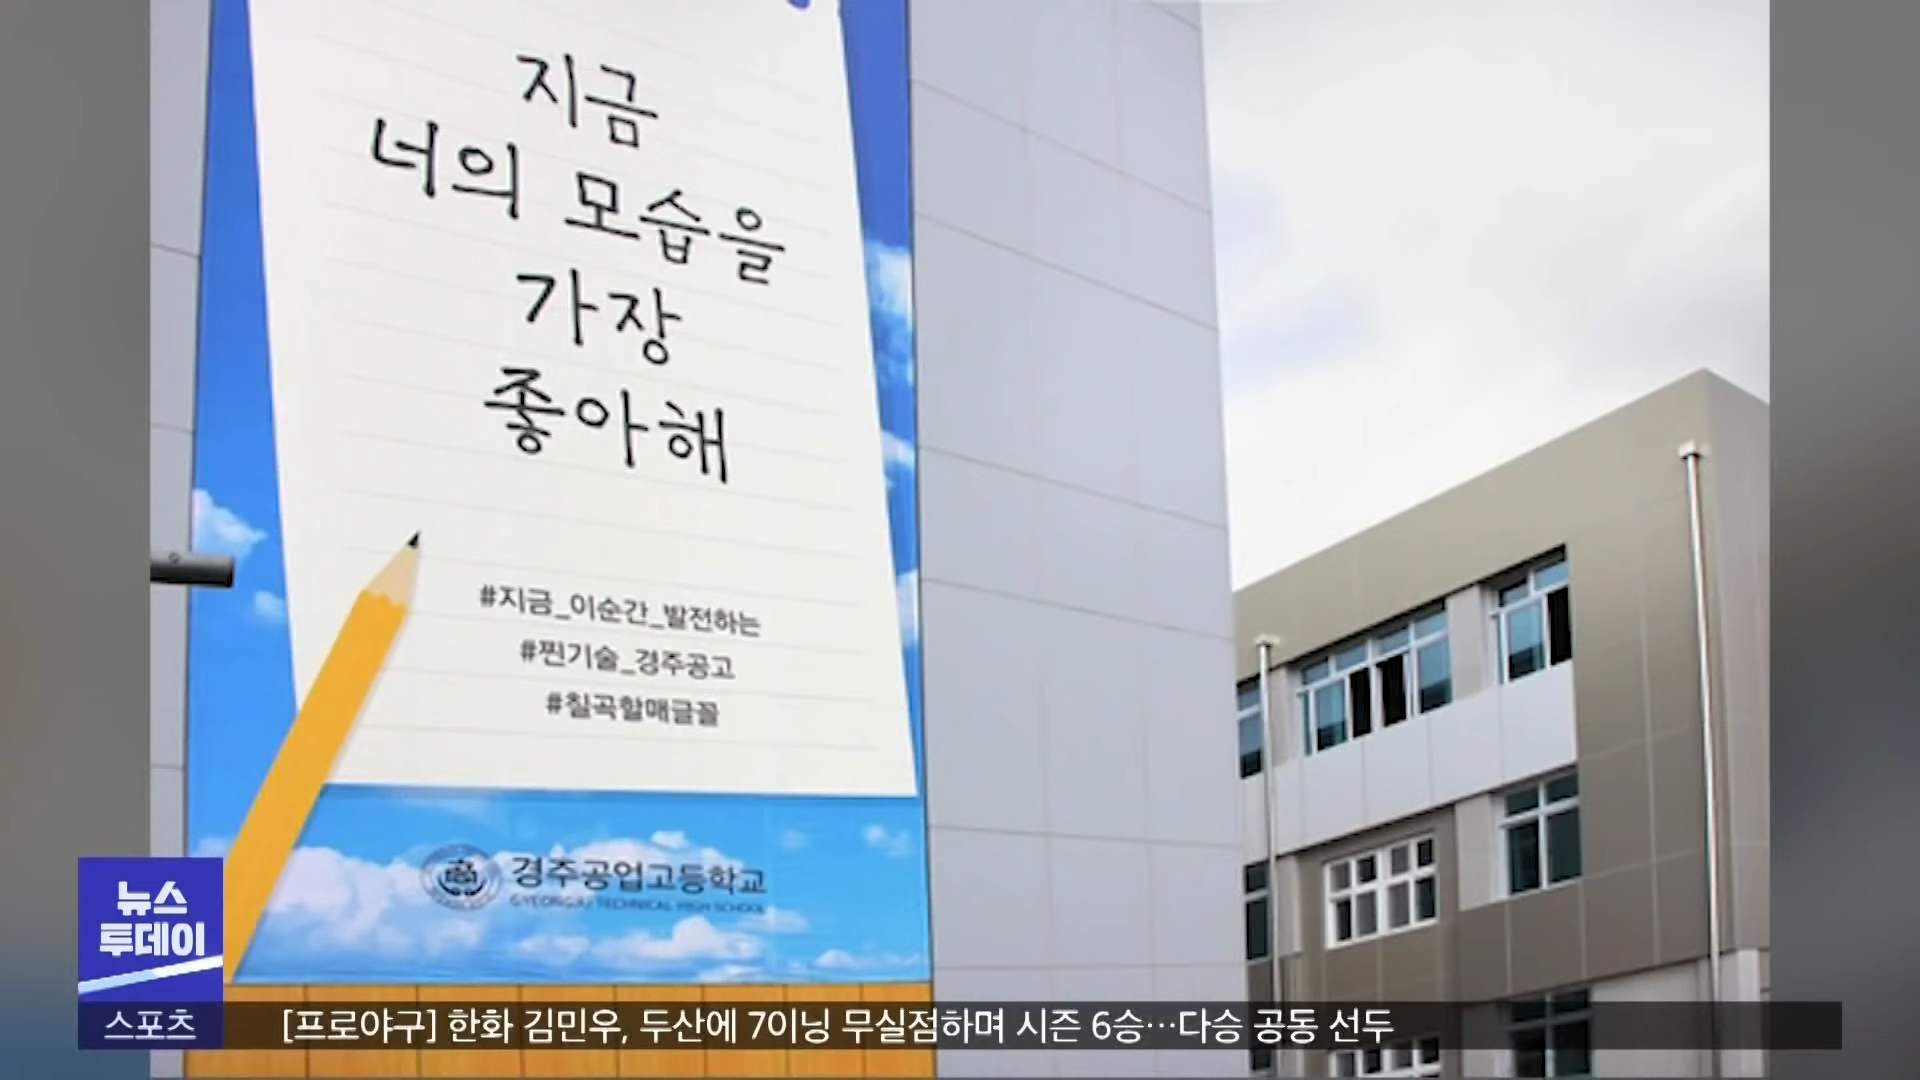 지금
너의 모습을
가장
좋아해
#지금_이순간_발전하는
#찐기술_경주공고
#칠곡할매글꼴
경주공업고등학교
GYEONGJU TECHNICAL HIGH SCHOOL
뉴스
투데이
스포츠
[프로야구] 한화 김민우, 두산에 7이닝 무실점하며 시즌 6승…다승 공동 선두